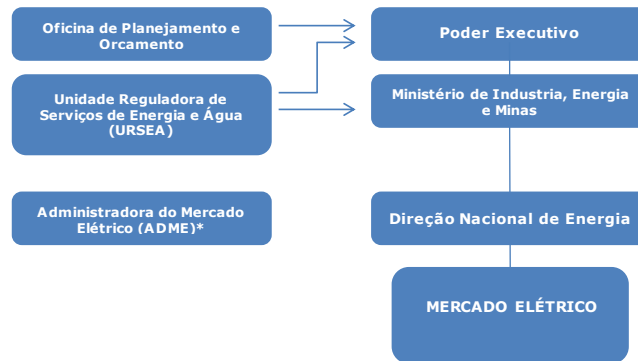 Oficina de Planejamento e
Orcamento
Poder Executivo
Unidade Reguladora de
Serviços de Energia e Água
(URSEA)
Ministério de Industria, Energia
e Minas
Administradora do Mercado
Elétrico (ADME)*
Direção Nacional de Energia
MERCADO ELÉTRICO